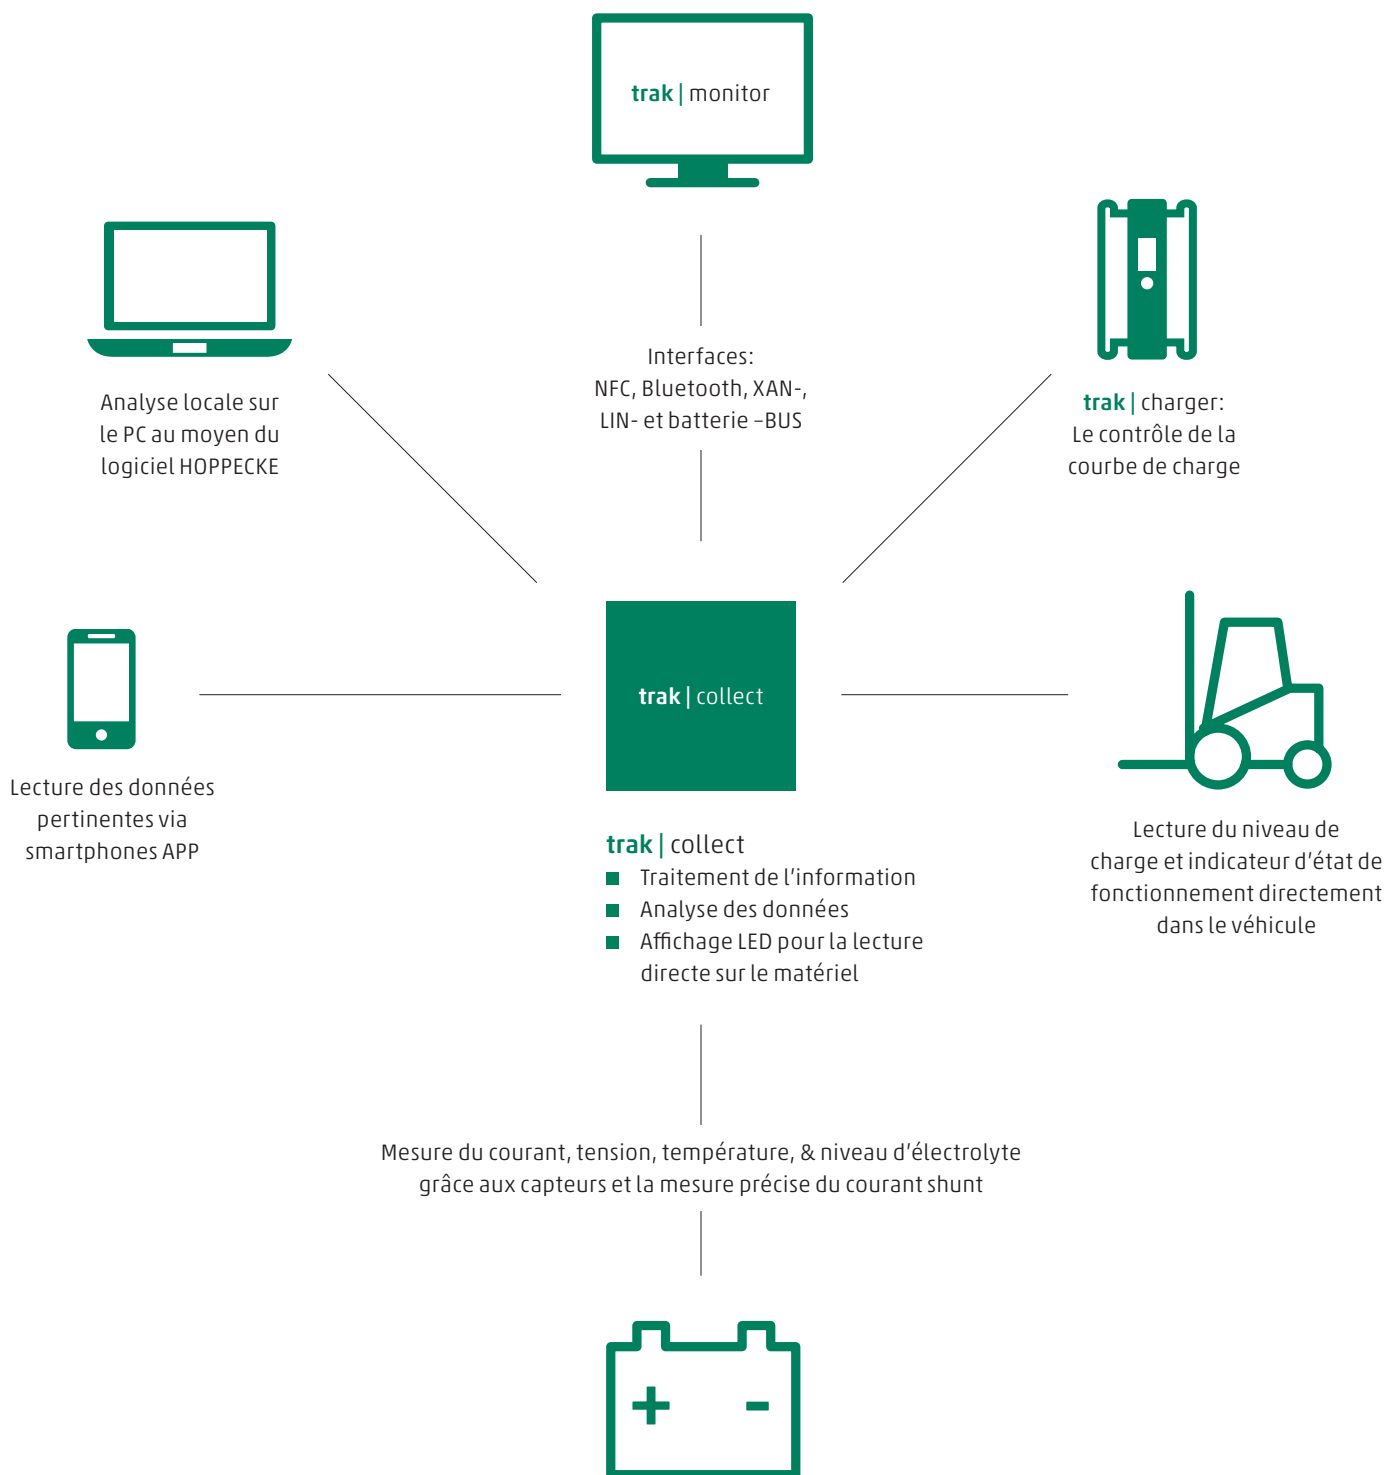 trak | monitor
Interfaces:
NFC, Bluetooth, XAN-,
LIN- et batterie –BUS
Analyse locale sur
le PC au moyen du
logiciel HOPPECKE
trak | charger:
Le contrôle de la
courbe de charge
trak | collect
Lecture des données
pertinentes via
smartphones APP
Lecture du niveau de
charge et indicateur d’état de
fonctionnement directement
dans le véhicule
trak | collect
Traitement de l’information
Analyse des données
Affichage LED pour la lecture
directe sur le matériel
Mesure du courant, tension, température, & niveau d’électrolyte
grâce aux capteurs et la mesure précise du courant shunt
+ -